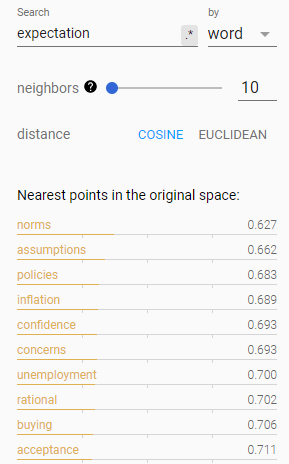 Search
by
expectation .* word
neighbors ? 10
distance COSINE EUCLIDEAN
Nearest points in the original space:
norms 0.627
assumptions 0.662
policies 0.683
inflation 0.689
confidence 0.693
concerns 0.693
unemployment 0.700
rational 0.702
buying 0.706
acceptance 0.711